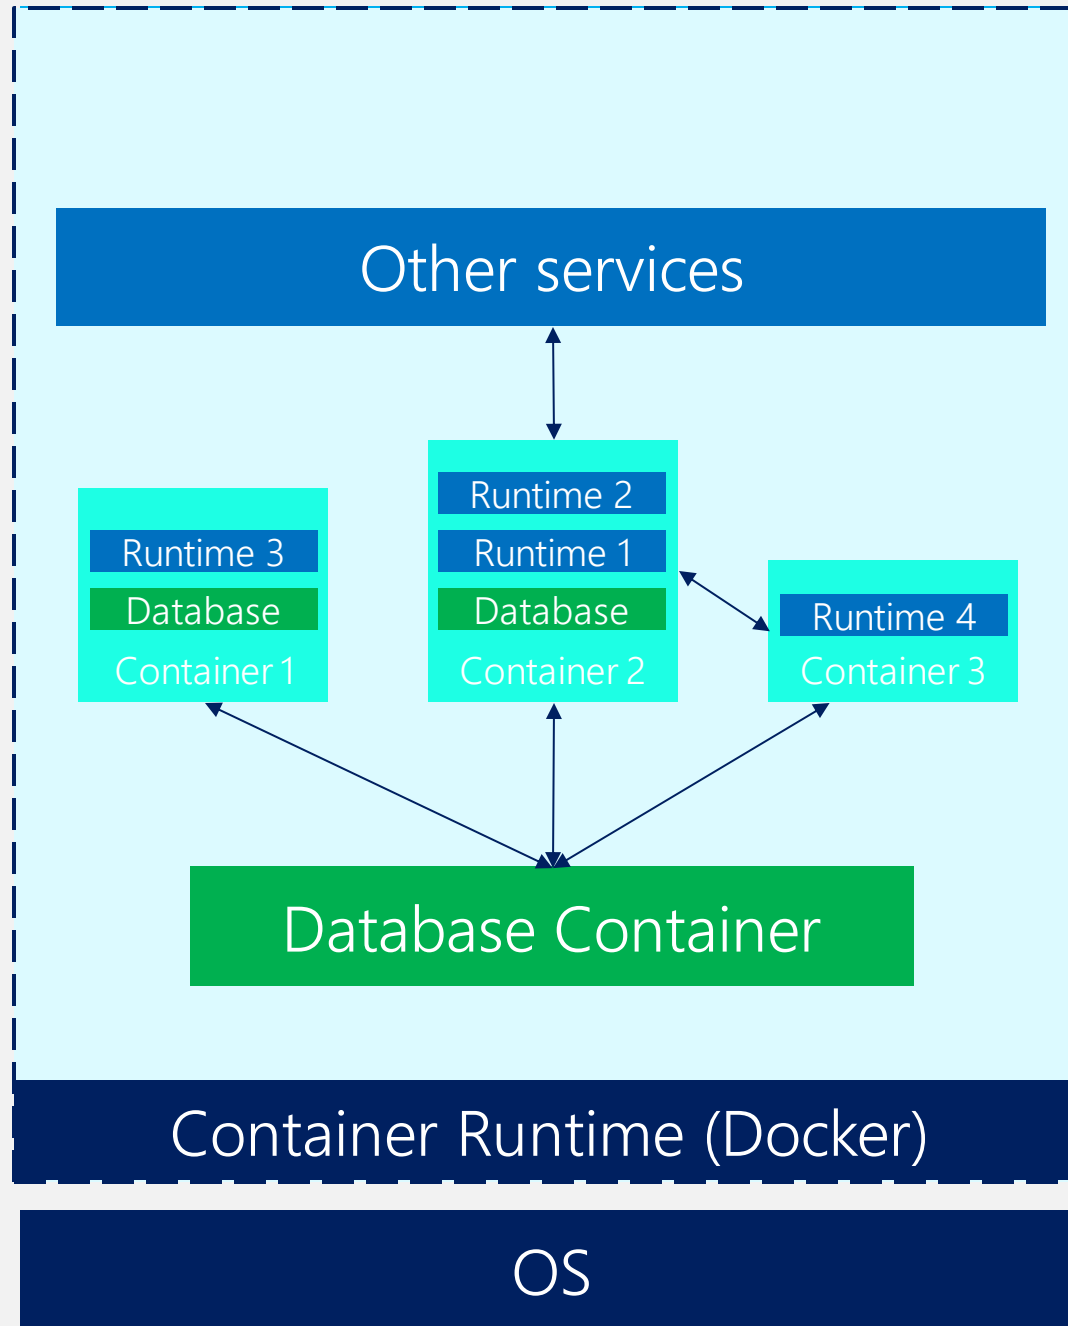 Other services
Runtime 2
Runtime 3
Runtime 1
Database
Database
Runtime 4
Container 1
Container 2
Container 3
Database Container
Container Runtime (Docker)
OS